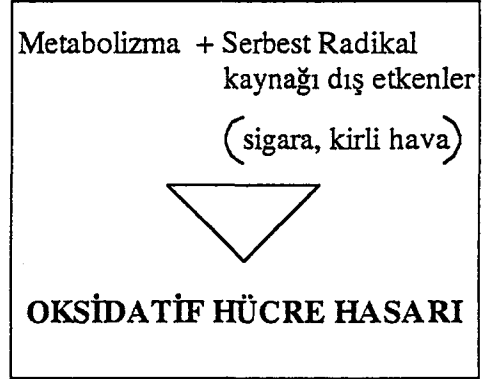 Metabolizma + Serbest Radikal
kaynağı dış etkenler
(sigara, kirli hava)
OKSİDATİF HÜCRE HASARI